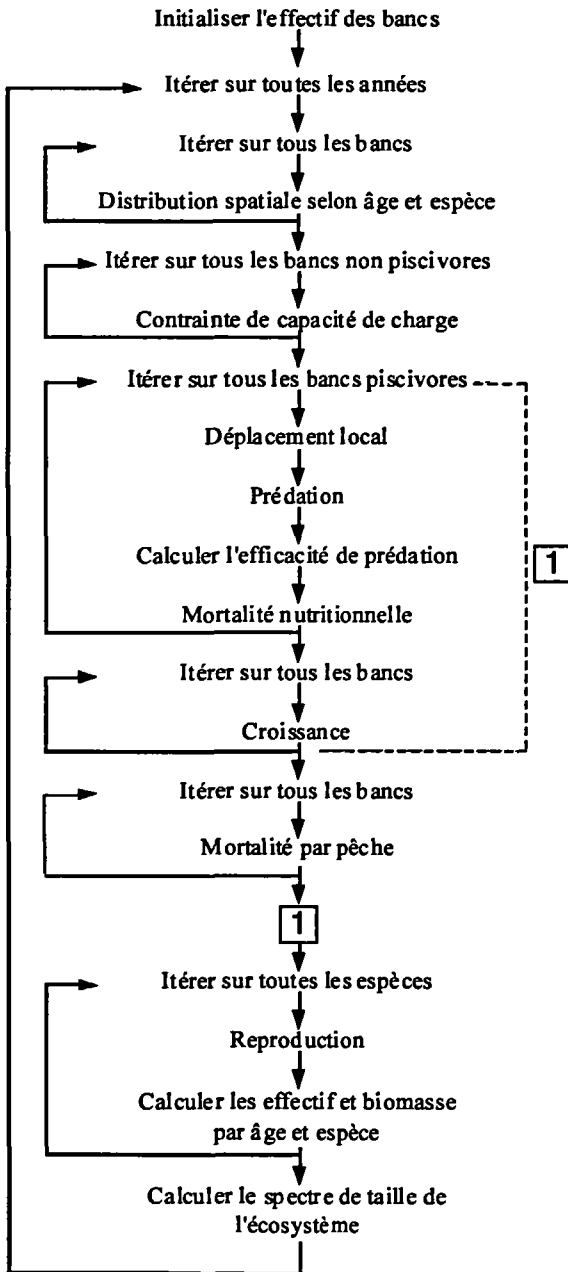 Initialiser l'effectif des bancs
Itérer sur toutes les années
Itérer sur tous les bancs
Distribution spatiale selon âge et espèce
Itérer sur tous les bancs non piscivores
Contrainte de capacité de charge
Itérer sur tous les bancs piscivores
Déplacement local
Prédation
Calculer l'efficacité de prédation
1
Mortalité nutritionnelle
Itérer sur tous les bancs
Croissance
Itérer sur tous les bancs
Mortalité par pêche
1
Itérer sur toutes les espèces
Reproduction
Calculer les effectif et biomasse
par âge et espèce
Calculer le spectre de taille de
l'écosystème